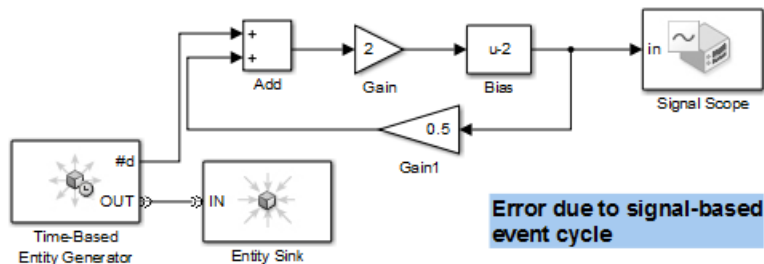 +
+
Add
2
Gain
u-2
Bias
in
Signal Scope
0.5
Gain1
#d
OUT
Time-Based
Entity Generator
IN
Entity Sink
Error due to signal-based
event cycle